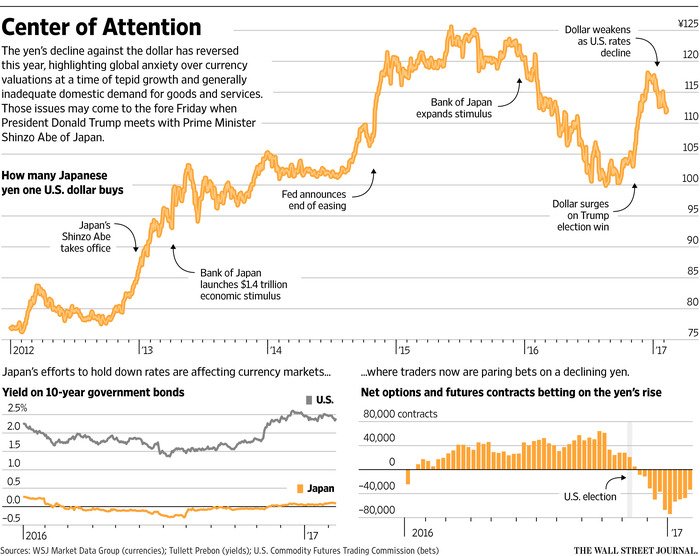 Center of Attention
The yen's decline against the dollar has reversed
this year, highlighting global anxiety over currency
valuations at a time of tepid growth and generally
inadequate domestic demand for goods and services.
Those issues may come to the fore Friday when
President Donald Trump meets with Prime Minister
Shinzo Abe of Japan.
How many Japanese
yen one U.S. dollar buys
Japan's
Shinzo Abe
takes office
Bank of Japan
launches $1.4 trillion
economic stimulus
Fed announces
end of easing
Bank of Japan
expands stimulus
Dollar surges
on Trump
election win
Dollar weakens
as U.S. rates
decline
¥125
120
115
110
105
100
95
90
85
80
75
2012
'13
'14
'15
'16
'17
Japan's efforts to hold down rates are affecting currency markets...
Yield on 10-year government bonds
2.5%
2.0
1.5
1.0
0.5
0.0
−0.5
U.S.
Japan
2016
'17
...where traders now are paring bets on a declining yen.
Net options and futures contracts betting on the yen's rise
80,000 contracts
40,000
0
−40,000
−80,000
U.S. election
2016
'17
Sources: WSJ Market Data Group (currencies); Tullett Prebon (yields); U.S. Commodity Futures Trading Commission (bets)
THE WALL STREET JOURNAL.